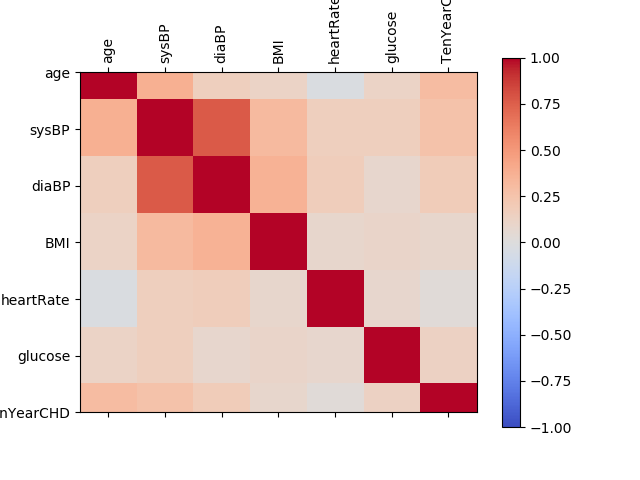 age
sysBP
diaBP
BMI
heartRate
glucose
TenYearC
age
sysBP
diaBP
BMI
heartRate
glucose
nYearCHD
1.00
0.75
0.50
0.25
0.00
−0.25
−0.50
−0.75
−1.00